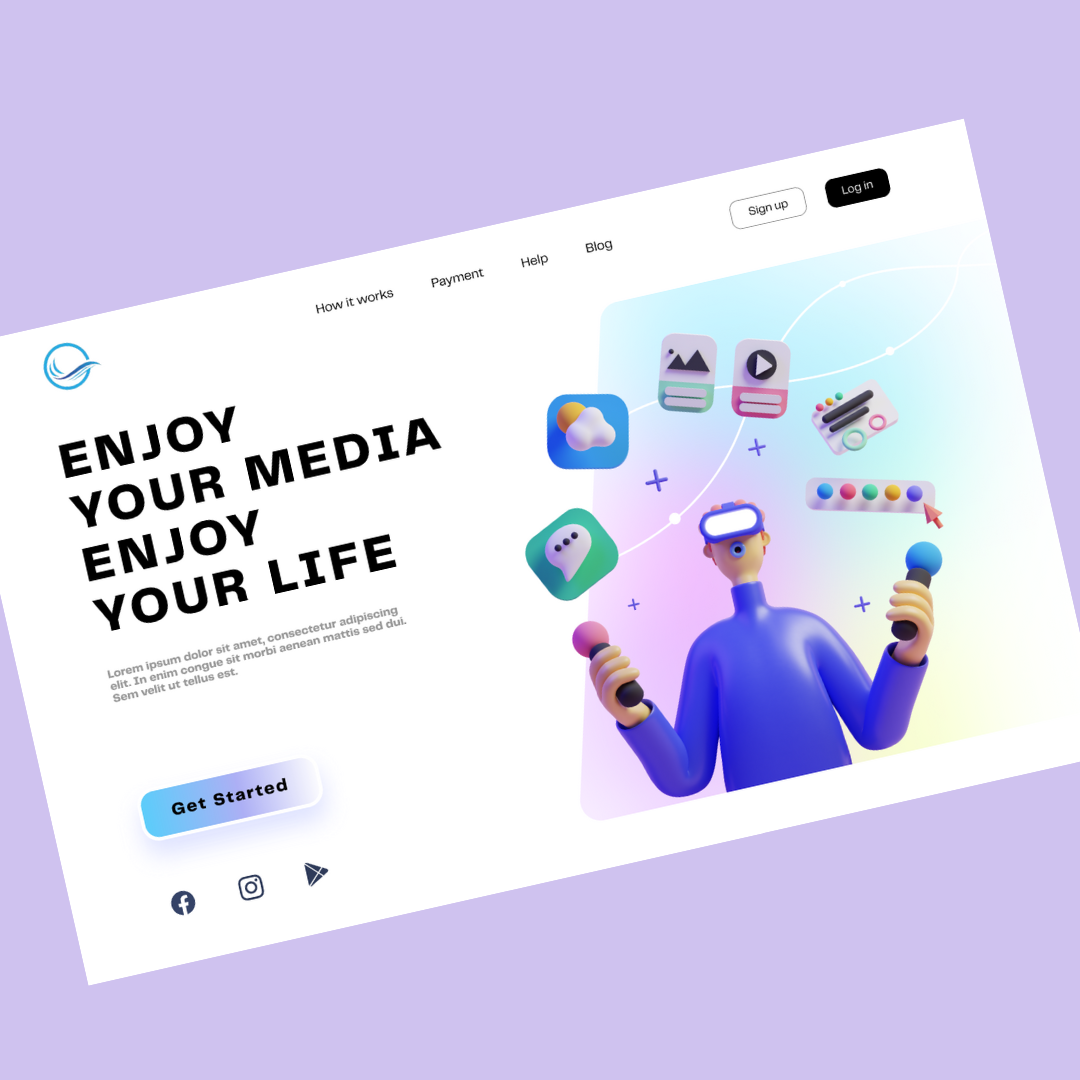 How it works
Payment
Help
Blog
Sign up
Log in
ENJOY
YOUR MEDIA
ENJOY
YOUR LIFE
Lorem ipsum dolor sit amet, consectetur adipiscing
elit. In enim congue sit morbi aenean mattis sed dui.
Sem velit ut tellus est.
Get Started